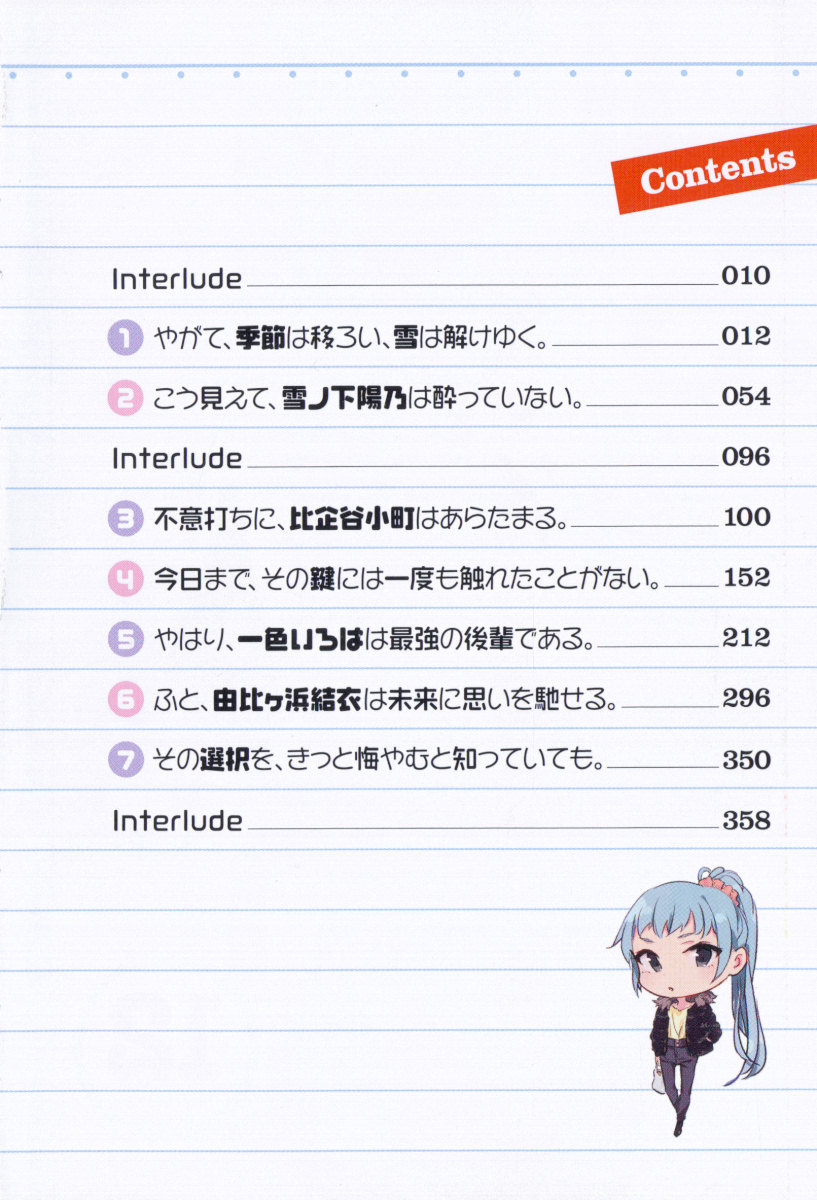 Contents
Interlude 010
1 やがて、季節は移ろい、雪は解けゆく。 012
2 こう見えて、雪ノ下陽乃は酔っていない。 054
Interlude 096
3 不意打ちに、比企谷小町はあらたまる。 100
4 今日まで、その鍵には一度も触れたことがない。 152
5 やはり、一色いろはは最強の後輩である。 212
6 ふと、由比ヶ浜結衣は未来に思いを馳せる。 296
7 その選択を、きっと悔やむと知っていても。 350
Interlude 358